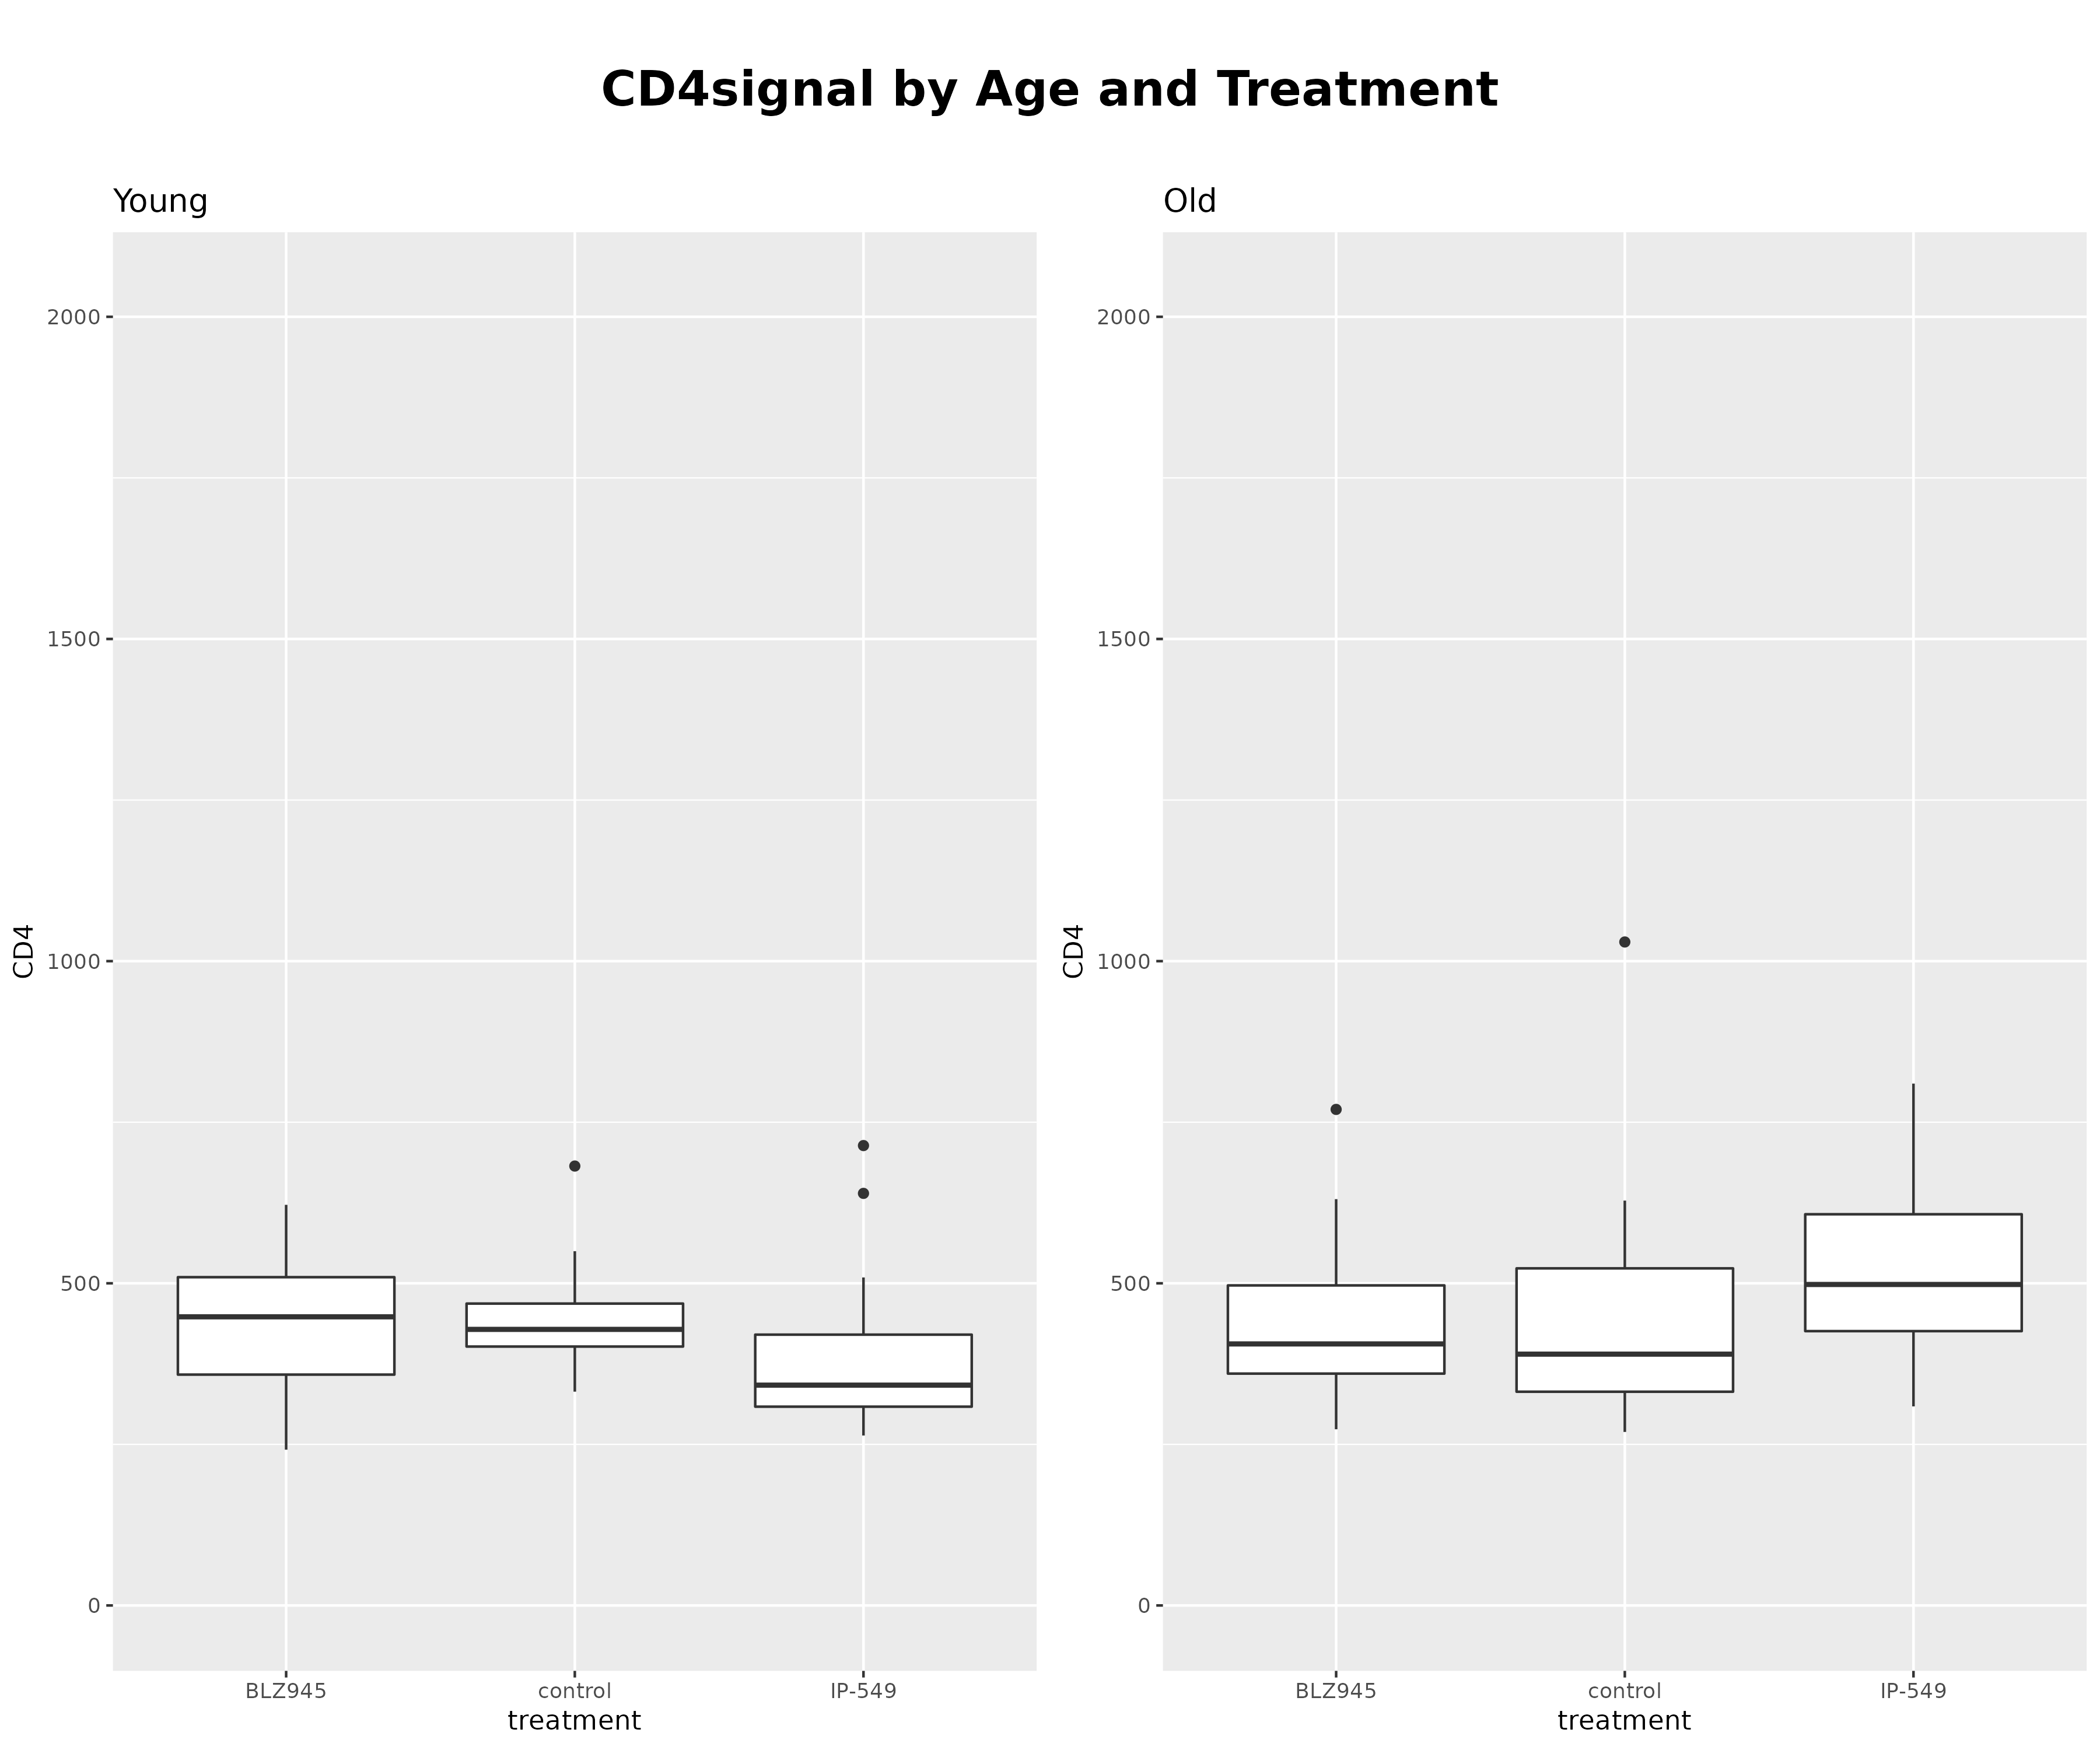 CD4signal by Age and Treatment
Young
CD4
2000
1500
1000
500
0
BLZ945 control IP-549
treatment
Old
CD4
2000
1500
1000
500
0
BLZ945 control IP-549
treatment